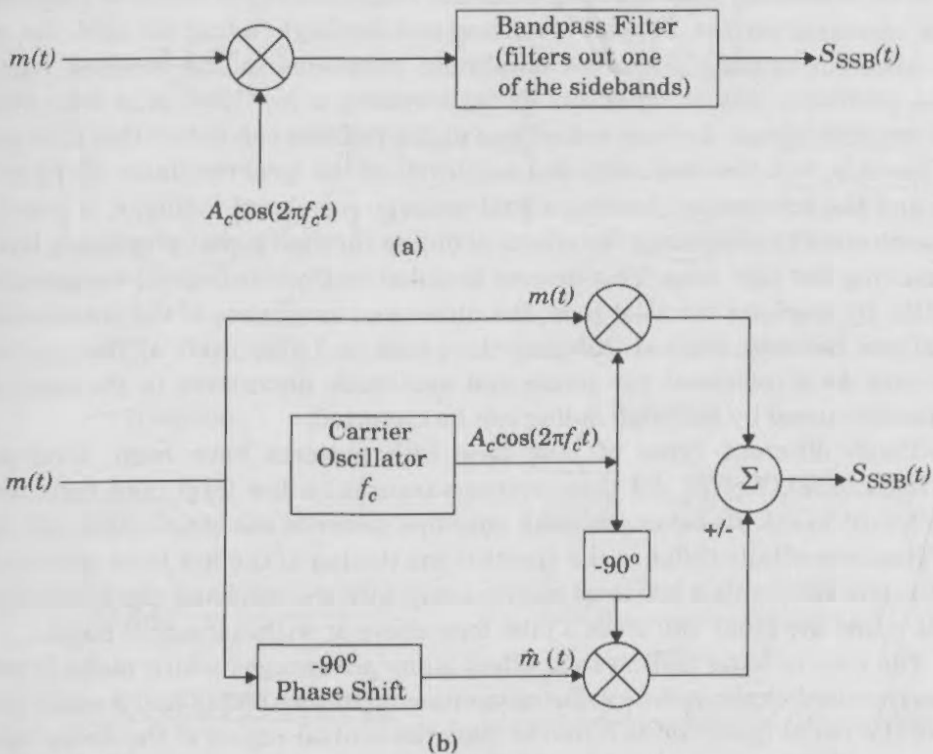 m(t)
Bandpass Filter
(filters out one
of the sidebands)
S_SSB(t)
A_c cos(2πf_c t)
(a)
m(t)
Carrier
Oscillator
f_c
A_c cos(2πf_c t)
m(t)
Σ
+/-
S_SSB(t)
-90°
-90°
Phase Shift
m̂ (t)
(b)